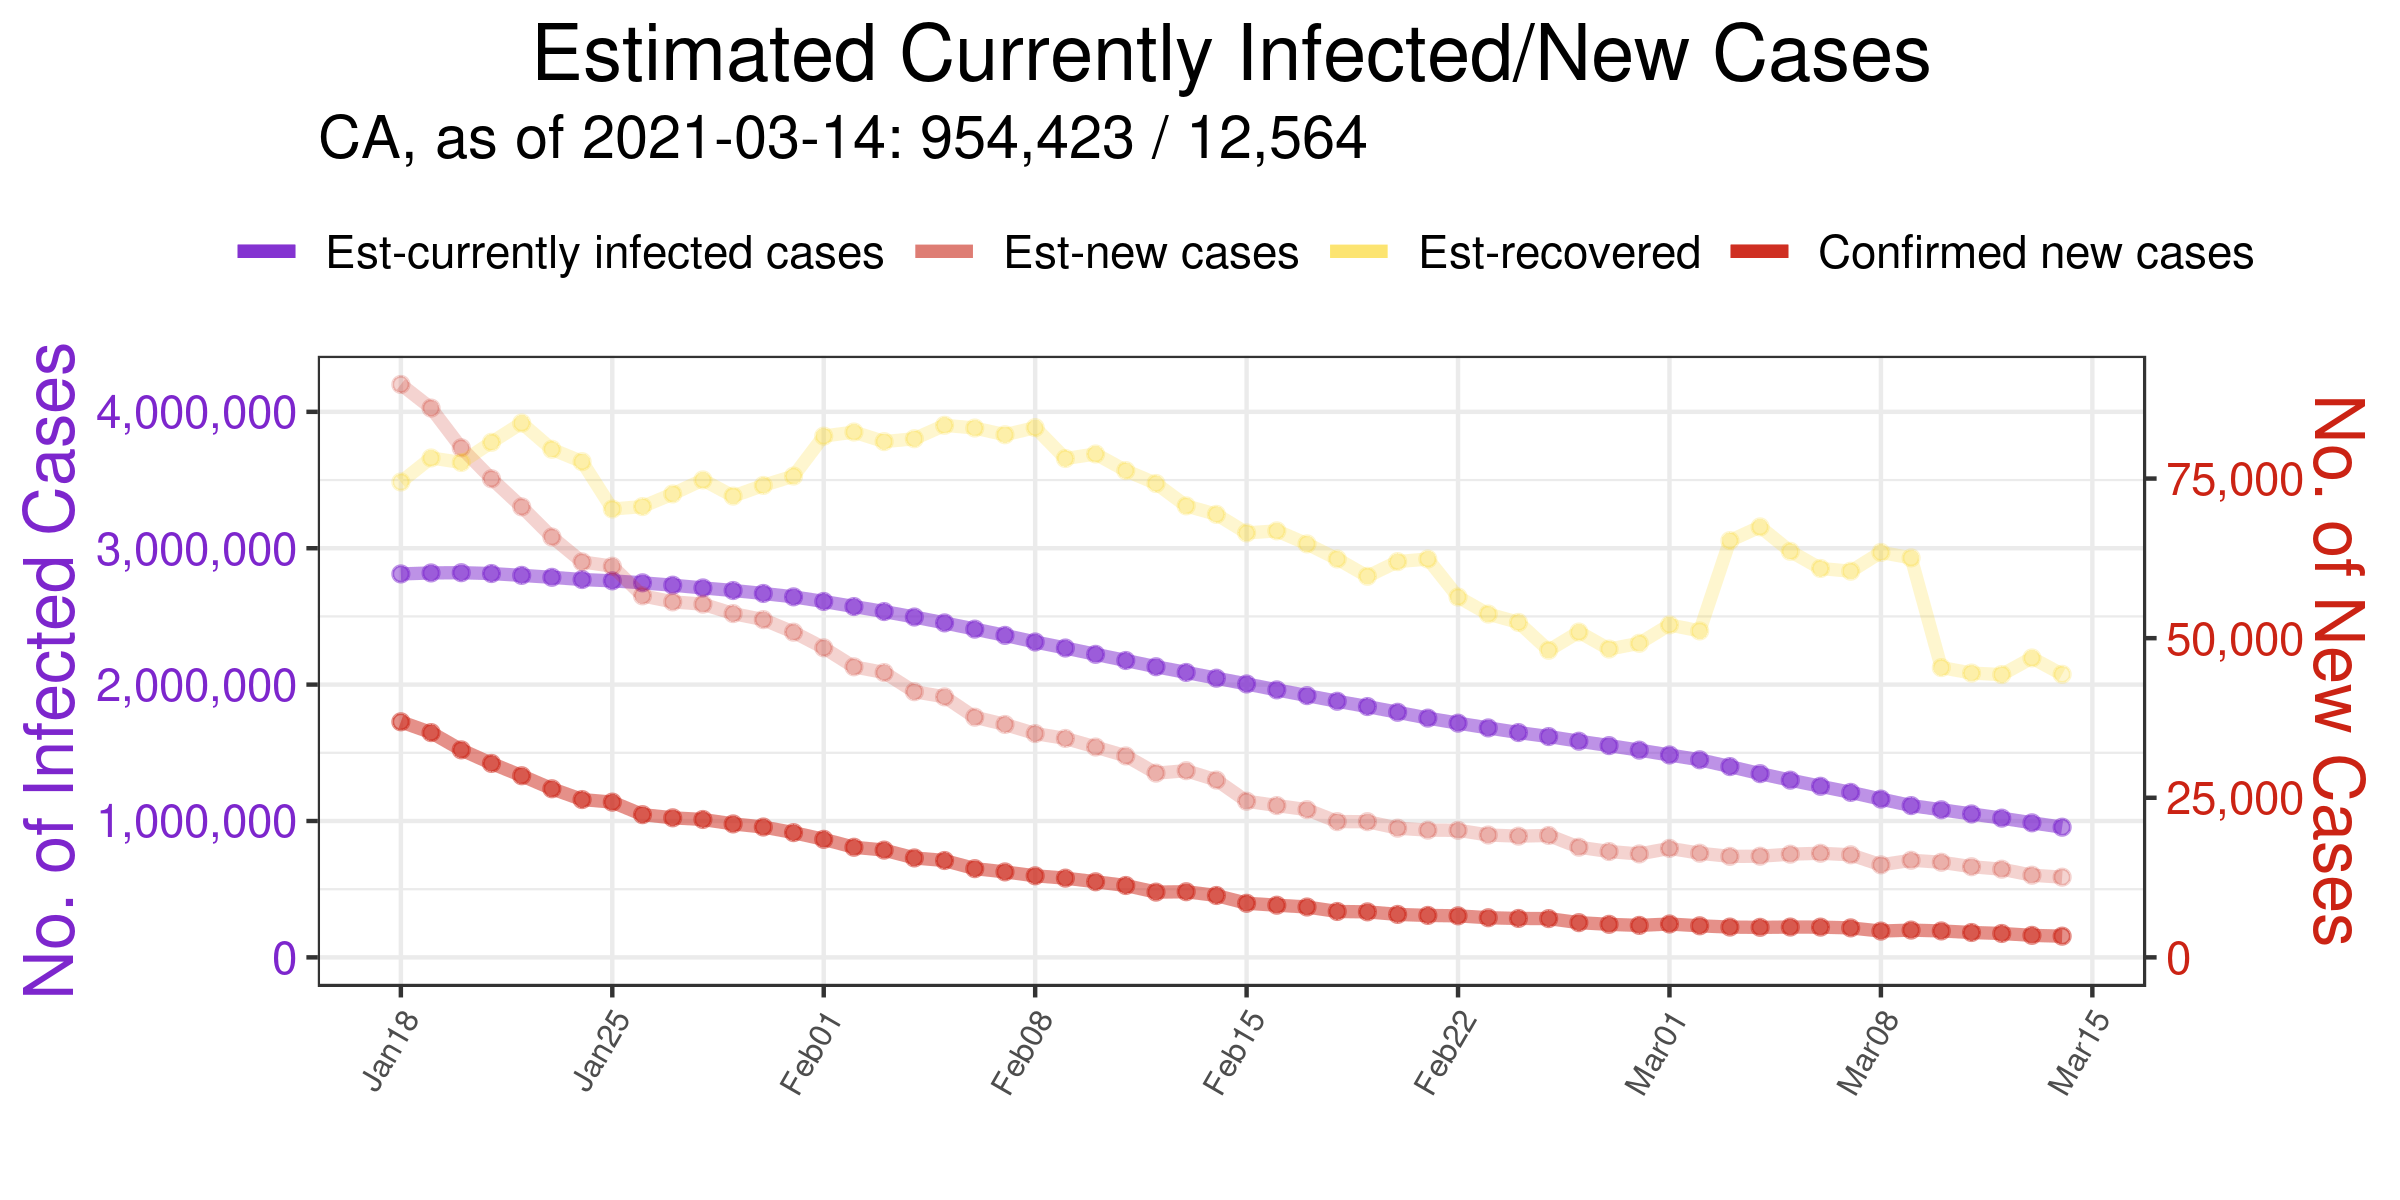 Estimated Currently Infected/New Cases
CA, as of 2021-03-14: 954,423 / 12,564
Est-currently infected cases Est-new cases Est-recovered Confirmed new cases
No. of Infected Cases
4,000,000
3,000,000
2,000,000
1,000,000
0
75,000
50,000
25,000
0
No. of New Cases
Jan18 Jan25 Feb01 Feb08 Feb15 Feb22 Mar01 Mar08 Mar15